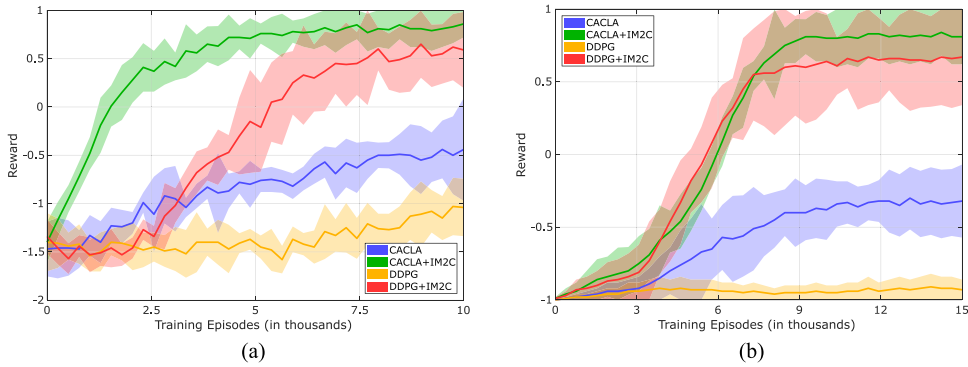 1
0.5
0
-0.5
-1
-1.5
−2
Reward
0
2.5
5
7.5
10
Training Episodes (in thousands)
CACLA
CACLA+IM2C
DDPG
DDPG+IM2C
(a)
1
0.5
0
-0.5
-1
Reward
0
3
6
9
12
15
Training Episodes (in thousands)
CACLA
CACLA+IM2C
DDPG
DDPG+IM2C
(b)